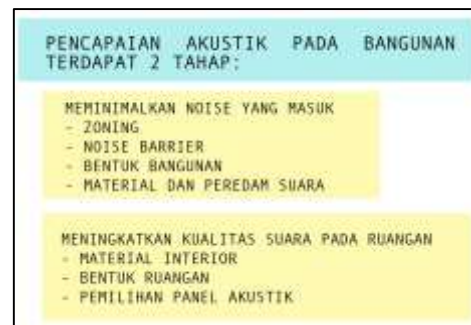 PENCAPAIAN AKUSTIK PADA BANGUNAN
TERDAPAT 2 TAHAP:
MEMINIMALKAN NOISE YANG MASUK
- ZONING
- NOISE BARRIER
- BENTUK BANGUNAN
- MATERIAL DAN PEREDAM SUARA
MENINGKATKAN KUALITAS SUARA PADA RUANGAN
- MATERIAL INTERIOR
- BENTUK RUANGAN
- PEMILIHAN PANEL AKUSTIK